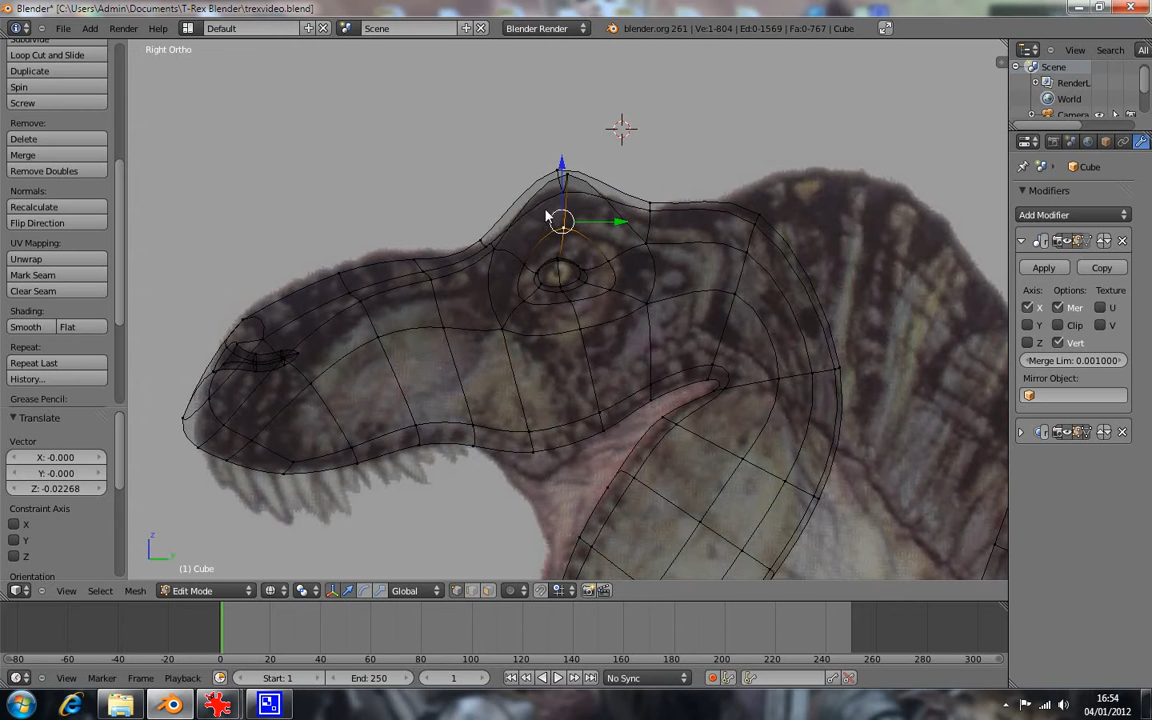 Blender* [C:\Users\Admin\Documents\T-Rex Blender\trexvideo.blend]
File Add Render Help Default Scene Blender Render blender.org 261 | Ve:1-804 | Ed:0-1569 | Fa:0-767 | Cube
Right Ortho
Loop Cut and Slide
Duplicate
Spin
Screw
Remove:
Delete
Merge
Remove Doubles
Normals:
Recalculate
Flip Direction
UV Mapping:
Unwrap
Mark Seam
Clear Seam
Shading:
Smooth Flat
Repeat:
Repeat Last
History...
Grease Pencil:
Translate
Vector
X: -0.000
Y: -0.000
Z: -0.02268
Constraint Axis
X
Y
Z
Orientation
z
y
(1) Cube
View Search All
Scene
RenderL
World
Camera
Cube
Modifiers
Add Modifier
Apply Copy
Axis: Options: Texture
X Mer U
Y Clip V
Z Vert
Merge Lim: 0.001000
Mirror Object:
View Select Mesh Edit Mode Global
-80 -60 -40 -20 0 20 40 60 80 100 120 140 160 180 200 220 240 260 280 300
View Marker Frame Playback Start: 1 End: 250 1 No Sync
16:54
04/01/2012